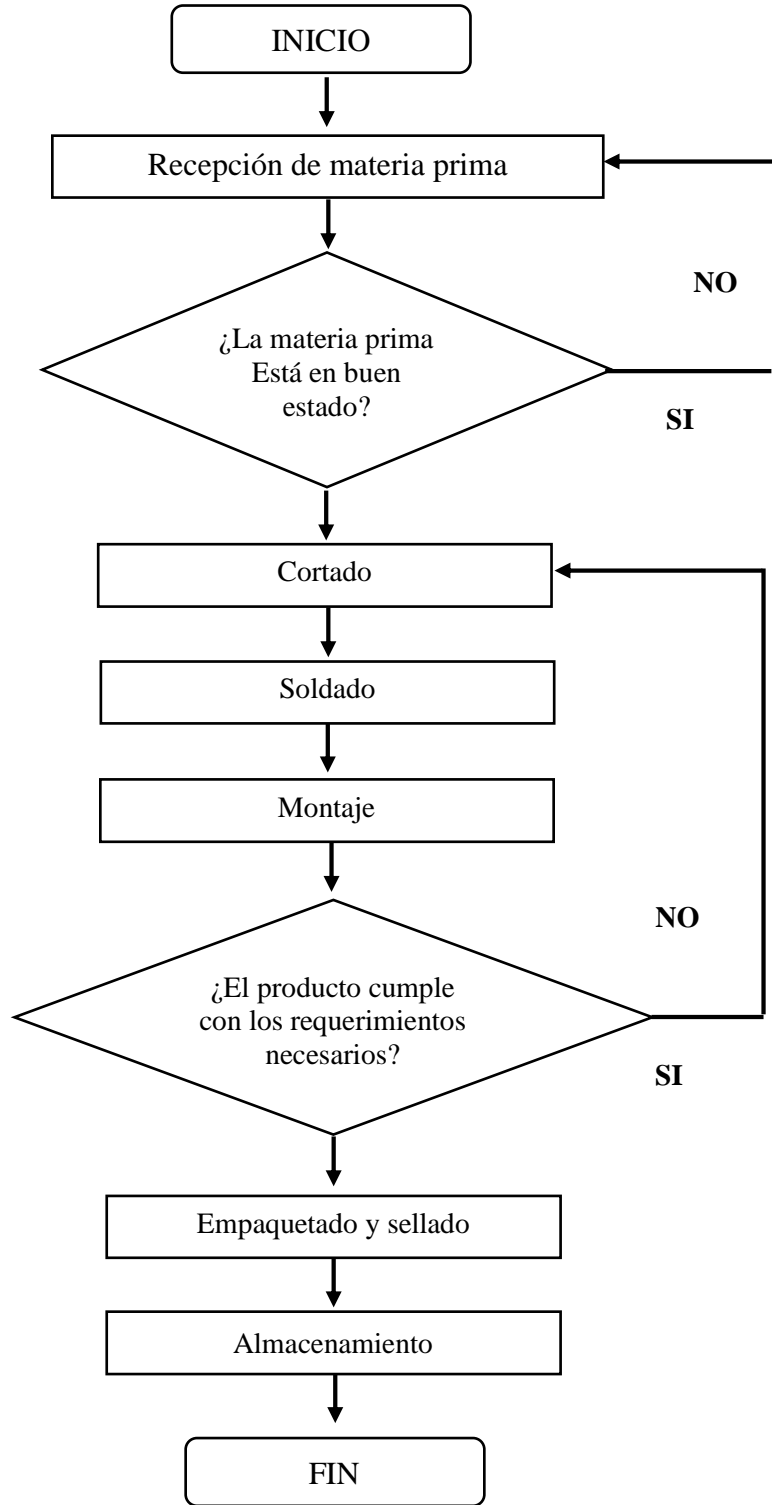 INICIO
Recepción de materia prima
NO
¿La materia prima
Está en buen
estado?
SI
Cortado
Soldado
Montaje
NO
¿El producto cumple
con los requerimientos
necesarios?
SI
Empaquetado y sellado
Almacenamiento
FIN